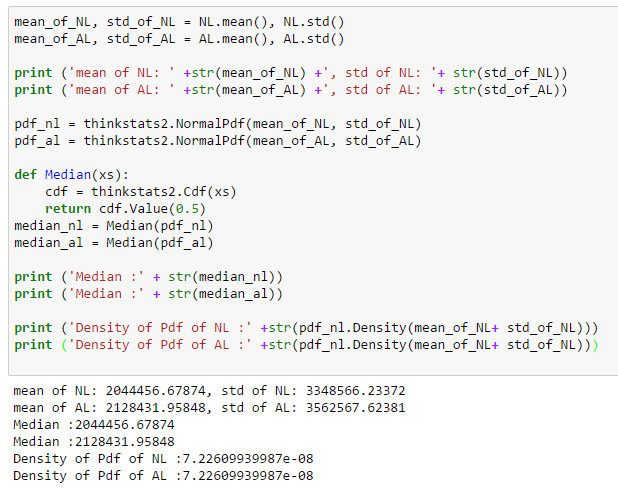 mean_of_NL, std_of_NL = NL.mean(), NL.std()
mean_of_AL, std_of_AL = AL.mean(), AL.std()
print ('mean of NL: ' +str(mean_of_NL) +', std of NL: '+ str(std_of_NL))
print ('mean of AL: ' +str(mean_of_AL) +', std of AL: '+ str(std_of_AL))
pdf_nl = thinkstats2.NormalPdf(mean_of_NL, std_of_NL)
pdf_al = thinkstats2.NormalPdf(mean_of_AL, std_of_AL)
def Median(xs):
    cdf = thinkstats2.Cdf(xs)
    return cdf.Value(0.5)
median_nl = Median(pdf_nl)
median_al = Median(pdf_al)
print ('Median :' + str(median_nl))
print ('Median :' + str(median_al))
print ('Density of Pdf of NL :' +str(pdf_nl.Density(mean_of_NL+ std_of_NL)))
print ('Density of Pdf of AL :' +str(pdf_nl.Density(mean_of_NL+ std_of_NL)))
mean of NL: 2044456.67874, std of NL: 3348566.23372
mean of AL: 2128431.95848, std of AL: 3562567.62381
Median :2044456.67874
Median :2128431.95848
Density of Pdf of NL :7.22609939987e-08
Density of Pdf of AL :7.22609939987e-08